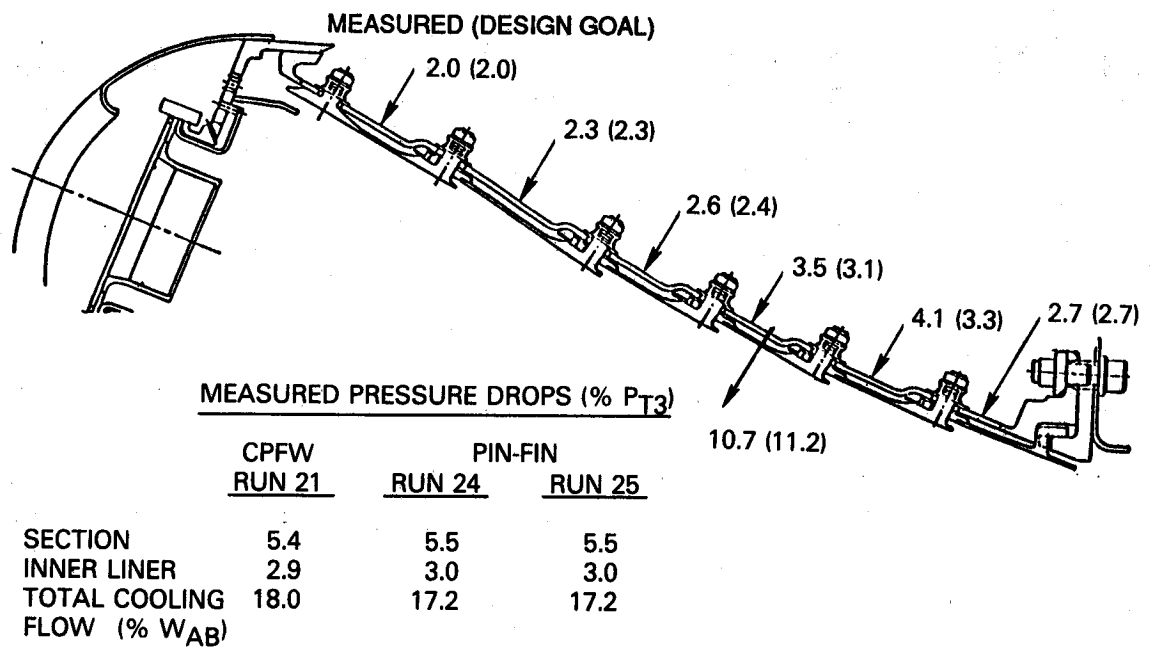 MEASURED (DESIGN GOAL)
2.0 (2.0)
2.3 (2.3)
2.6 (2.4)
3.5 (3.1)
4.1 (3.3)
2.7 (2.7)
10.7 (11.2)
MEASURED PRESSURE DROPS (% PT3)
CPFW PIN-FIN
RUN 21 RUN 24 RUN 25
SECTION 5.4 5.5 5.5
INNER LINER 2.9 3.0 3.0
TOTAL COOLING 18.0 17.2 17.2
FLOW (% WAB)